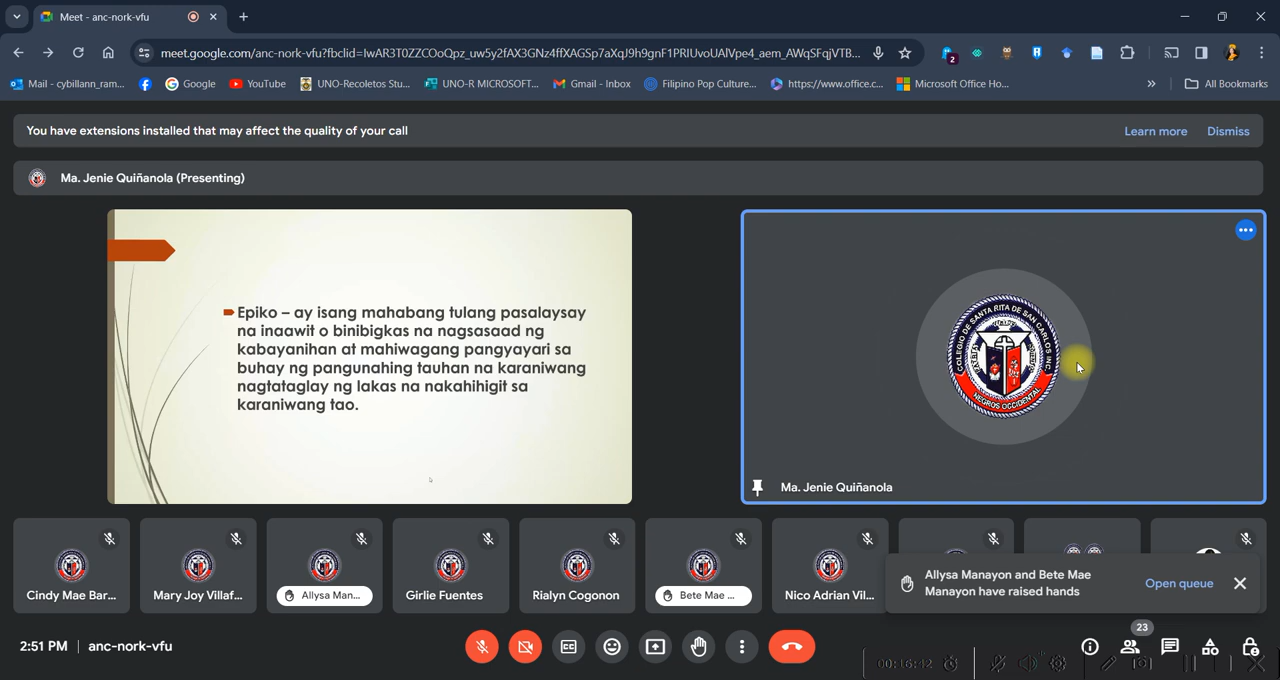 Meet - anc-nork-vfu
meet.google.com/anc-nork-vfu?fbclid=IwAR3T0ZZCOoQpz_uw5y2fAX3GNz4ffXAGSp7aXqJ9h9gnF1PRIUvoUAlVpe4_aem_AWqSFqjVTB...
2
Mail - cybillann_ram...
Google
YouTube
UNO-Recoletos Stu...
UNO-R MICROSOFT...
Gmail - Inbox
Filipino Pop Culture...
https://www.office.c...
Microsoft Office Ho...
All Bookmarks
You have extensions installed that may affect the quality of your call
Learn more
Dismiss
Ma. Jenie Quiñanola (Presenting)
Epiko – ay isang mahabang tulang pasalaysay
na inaawit o binibigkas na nagsasaad ng
kabayanihan at mahiwagang pangyayari sa
buhay ng pangunahing tauhan na karaniwang
nagtataglay ng lakas na nakahihigit sa
karaniwang tao.
COLEGIO DE SANTA RITA DE SAN CARLOS INC.
NEGROS OCCIDENTAL
Ma. Jenie Quiñanola
Cindy Mae Bar...
Mary Joy Villaf...
Allysa Man...
Girlie Fuentes
Rialyn Cogonon
Bete Mae ...
Nico Adrian Vil...
Allysa Manayon and Bete Mae
Manayon have raised hands
Open queue
2:51 PM
anc-nork-vfu
23
00:16:42